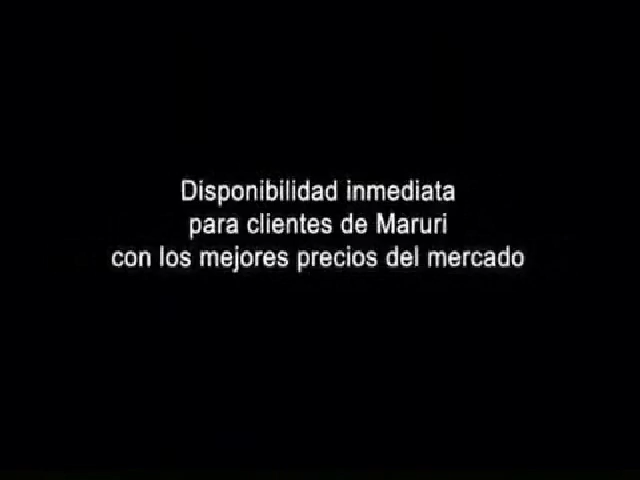 Disponibilidad inmediata
para clientes de Maruri
con los mejores precios del mercado